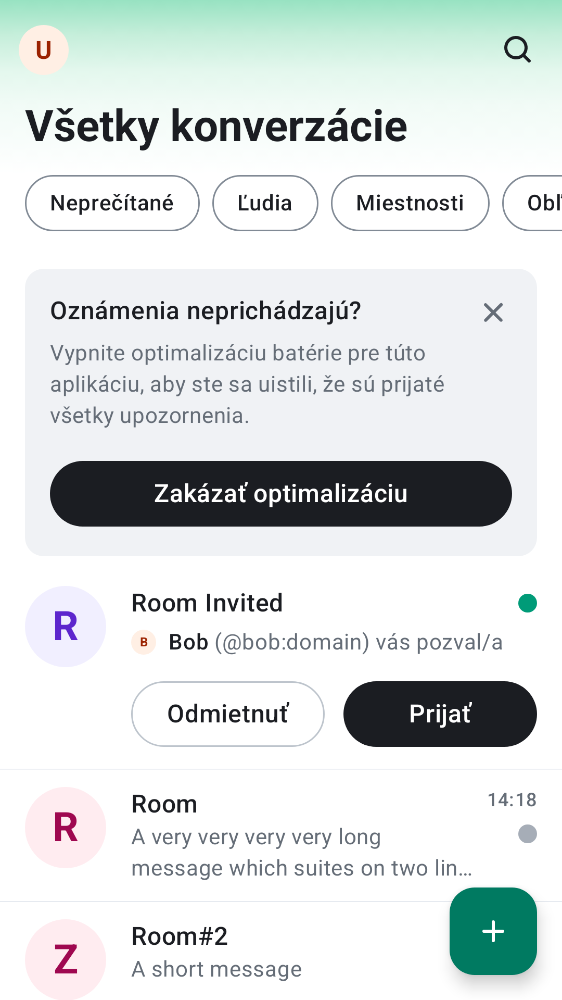 U
Všetky konverzácie
Neprečítané
Ľudia
Miestnosti
Obľ
Oznámenia neprichádzajú?
Vypnite optimalizáciu batérie pre túto
aplikáciu, aby ste sa uistili, že sú prijaté
všetky upozornenia.
Zakázať optimalizáciu
R
Room Invited
B Bob (@bob:domain) vás pozval/a
Odmietnuť
Prijať
R
Room
14:18
A very very very very long
message which suites on two lin…
Z
Room#2
A short message